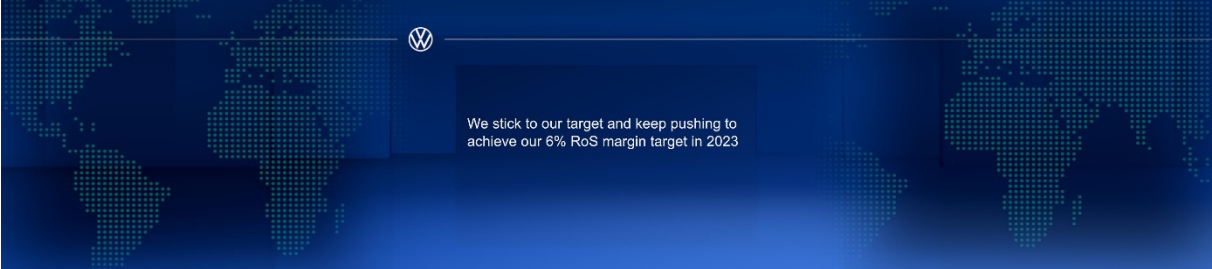 We stick to our target and keep pushing to
achieve our 6% RoS margin target in 2023